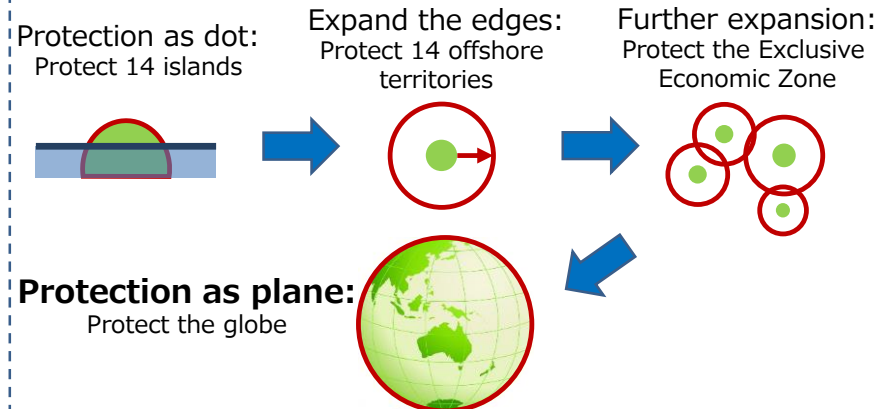 Protection as dot:
Protect 14 islands
Expand the edges:
Protect 14 offshore
territories
Further expansion:
Protect the Exclusive
Economic Zone
Protection as plane:
Protect the globe